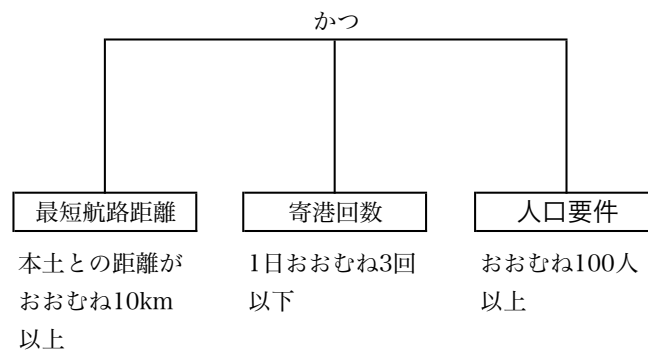 かつ
最短航路距離
本土との距離が
おおむね10km
以上
寄港回数
1日おおむね3回
以下
人口要件
おおむね100人
以上